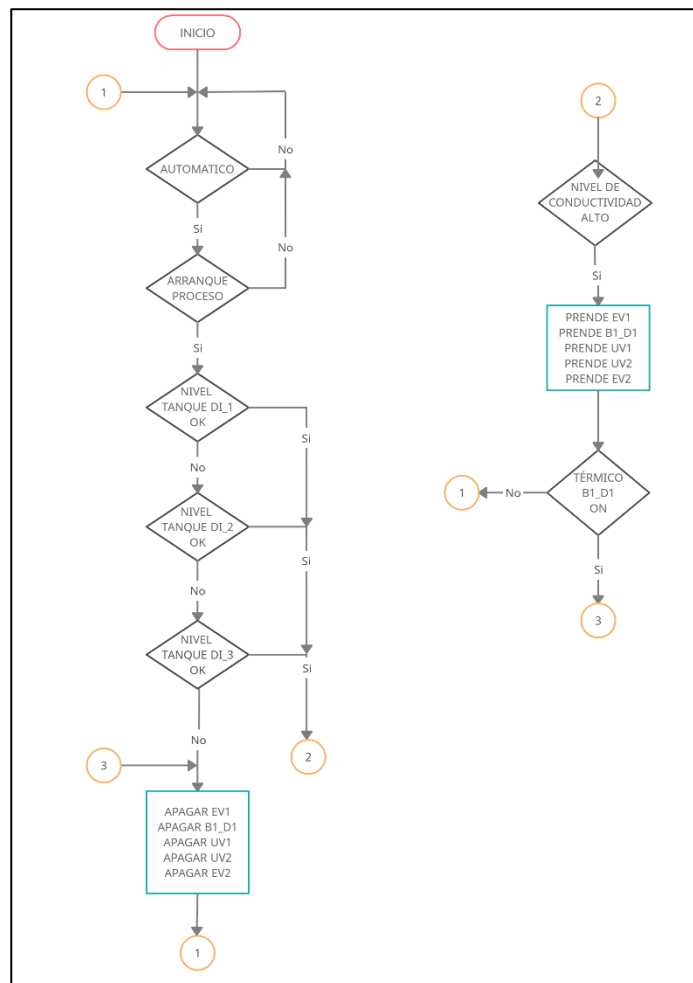 INICIO
1
No
AUTOMATICO
Si
No
ARRANQUE
PROCESO
Si
NIVEL
TANQUE DI_1
OK
Si
No
NIVEL
TANQUE DI_2
OK
Si
No
NIVEL
TANQUE DI_3
OK
Si
No
3
2
APAGAR EV1
APAGAR B1_D1
APAGAR UV1
APAGAR UV2
APAGAR EV2
1
2
NIVEL DE
CONDUCTIVIDAD
ALTO
Si
PRENDE EV1
PRENDE B1_D1
PRENDE UV1
PRENDE UV2
PRENDE EV2
TÉRMICO
B1_D1
ON
No
1
Si
3